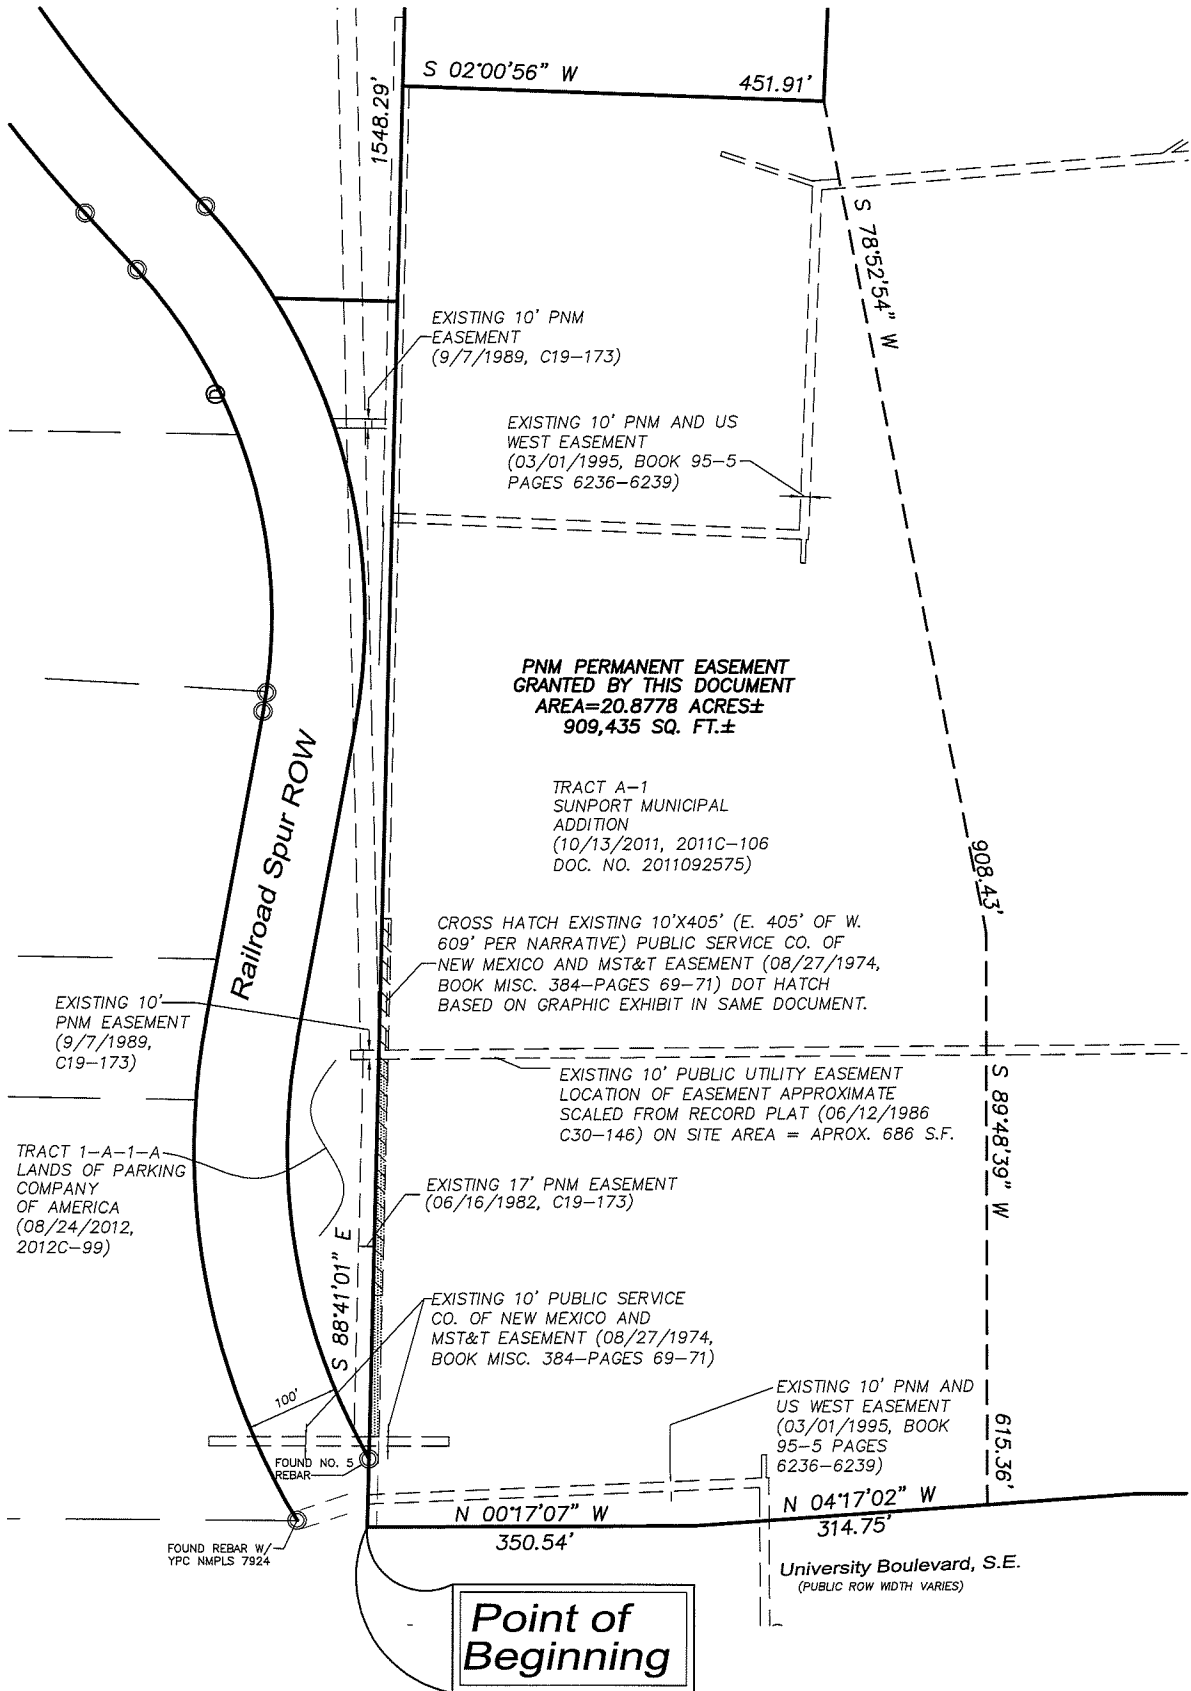 S 02°00'56" W
451.91'
1548.29'
S 78°52'54" W
EXISTING 10' PNM
EASEMENT
(9/7/1989, C19-173)
EXISTING 10' PNM AND US
WEST EASEMENT
(03/01/1995, BOOK 95-5
PAGES 6236-6239)
PNM PERMANENT EASEMENT
GRANTED BY THIS DOCUMENT
AREA=20.8778 ACRES±
909,435 SQ. FT.±
Railroad Spur ROW
TRACT A-1
SUNPORT MUNICIPAL
ADDITION
(10/13/2011, 2011C-106
DOC. NO. 2011092575)
908.43'
CROSS HATCH EXISTING 10'X405' (E. 405' OF W.
609' PER NARRATIVE) PUBLIC SERVICE CO. OF
NEW MEXICO AND MST&T EASEMENT (08/27/1974,
BOOK MISC. 384-PAGES 69-71) DOT HATCH
BASED ON GRAPHIC EXHIBIT IN SAME DOCUMENT.
EXISTING 10'
PNM EASEMENT
(9/7/1989,
C19-173)
EXISTING 10' PUBLIC UTILITY EASEMENT
LOCATION OF EASEMENT APPROXIMATE
SCALED FROM RECORD PLAT (06/12/1986
C30-146) ON SITE AREA = APROX. 686 S.F.
S 89°48'39" W
TRACT 1-A-1-A
LANDS OF PARKING
COMPANY
OF AMERICA
(08/24/2012,
2012C-99)
EXISTING 17' PNM EASEMENT
(06/16/1982, C19-173)
S 88°41'01" E
EXISTING 10' PUBLIC SERVICE
CO. OF NEW MEXICO AND
MST&T EASEMENT (08/27/1974,
BOOK MISC. 384-PAGES 69-71)
100'
EXISTING 10' PNM AND
US WEST EASEMENT
(03/01/1995, BOOK
95-5 PAGES
6236-6239)
615.36'
FOUND NO. 5
REBAR
N 00°17'07" W
350.54'
N 04°17'02" W
314.75'
FOUND REBAR W/
YPC NMPLS 7924
University Boulevard, S.E.
(PUBLIC ROW WIDTH VARIES)
Point of
Beginning